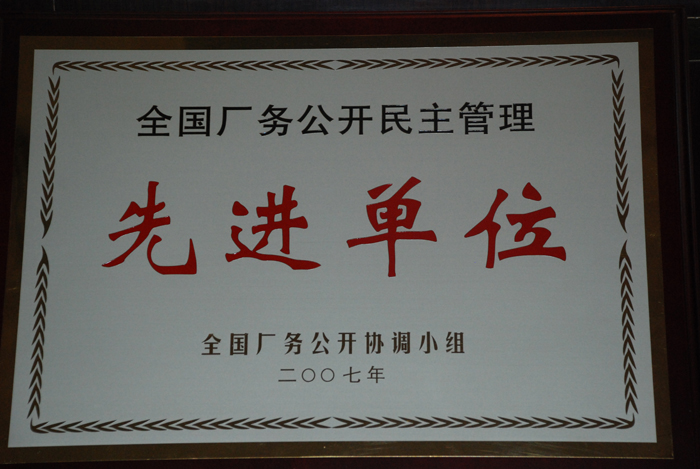 全国厂务公开民主管理
先进单位
全国厂务公开协调小组
二〇〇七年